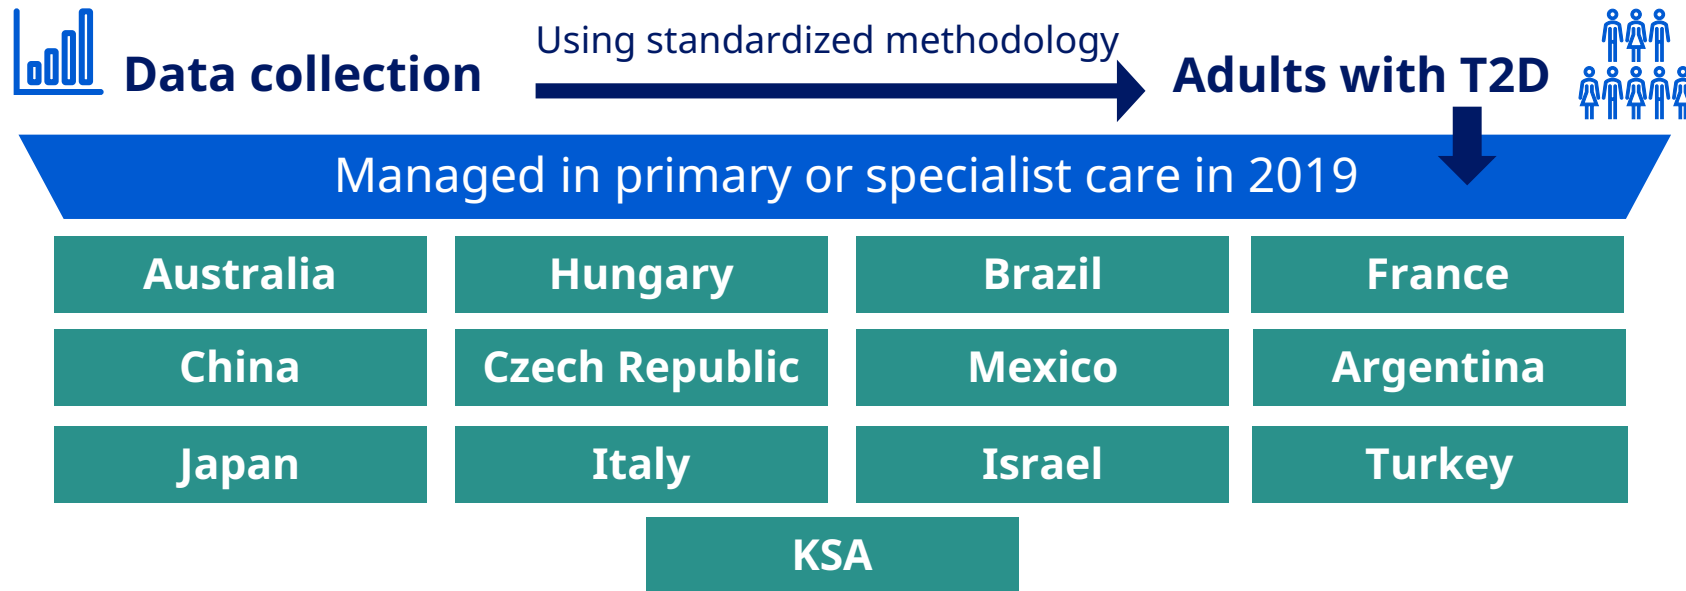 Data collection
Using standardized methodology
Adults with T2D
Managed in primary or specialist care in 2019
Australia
Hungary
Brazil
France
China
Czech Republic
Mexico
Argentina
Japan
Italy
Israel
Turkey
KSA